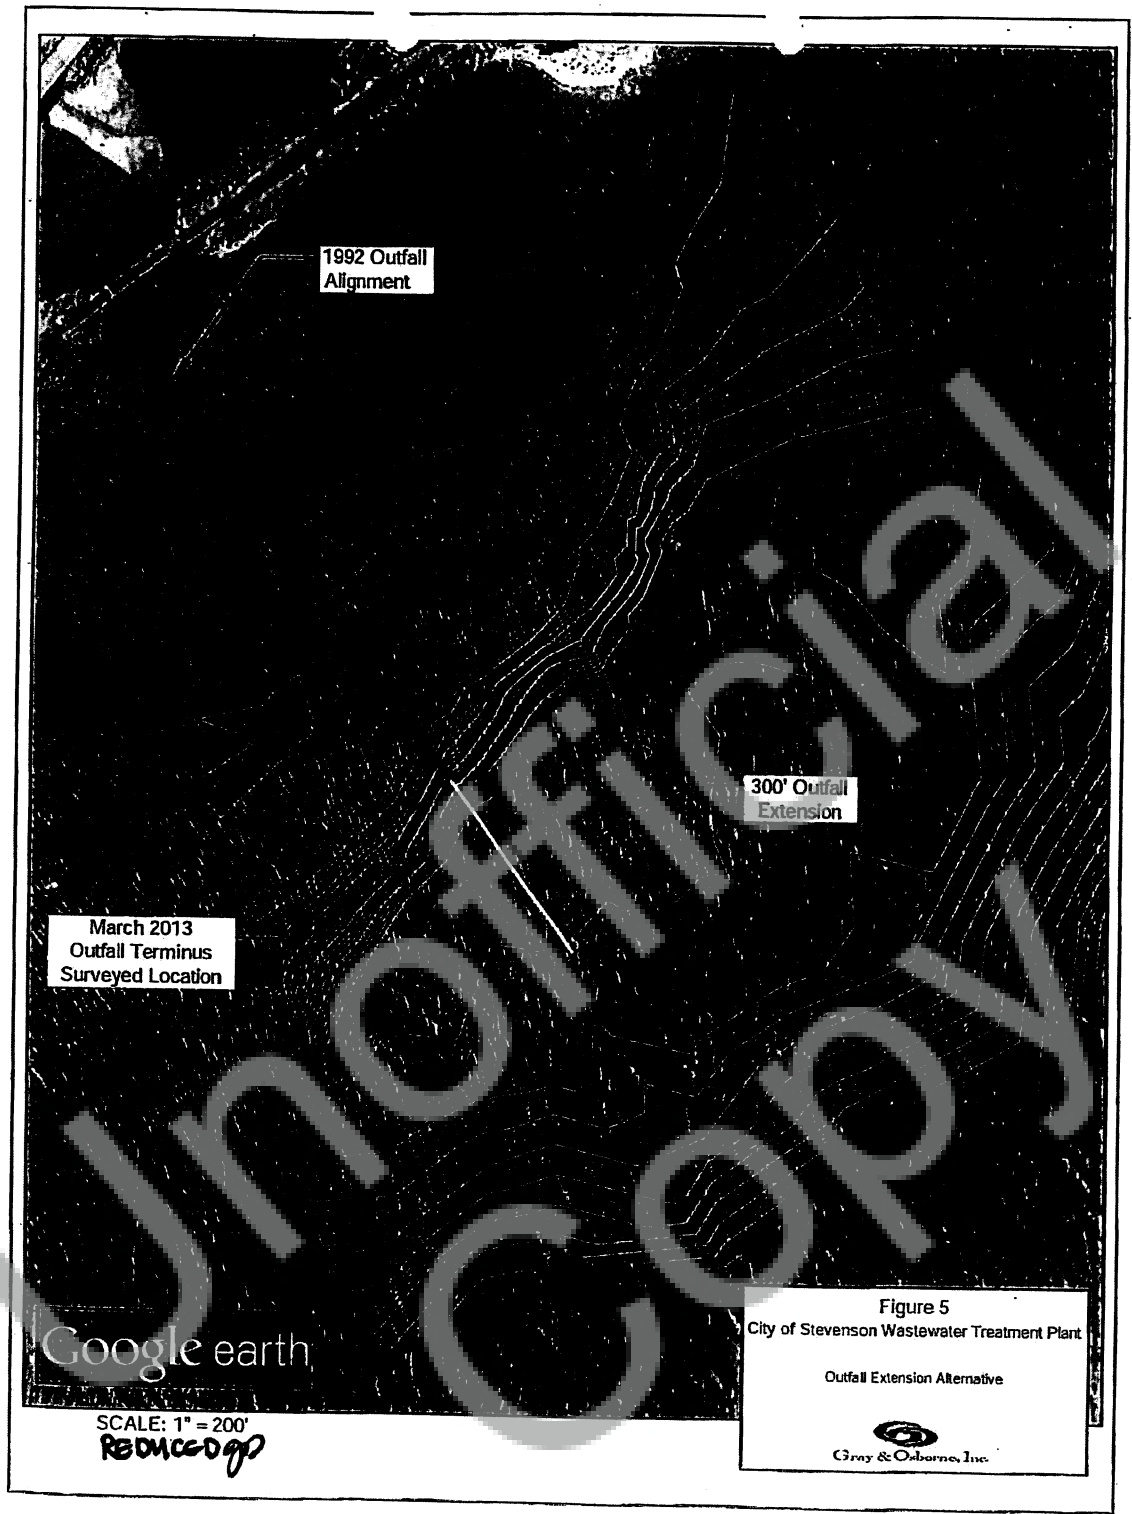 1992 Outfall
Alignment
300' Outfall
Extension
March 2013
Outfall Terminus
Surveyed Location
Unofficial
Copy
Google earth
Figure 5
City of Stevenson Wastewater Treatment Plant
Outfall Extension Alternative
Gray & Osborne, Inc.
SCALE: 1" = 200'
REDUCED